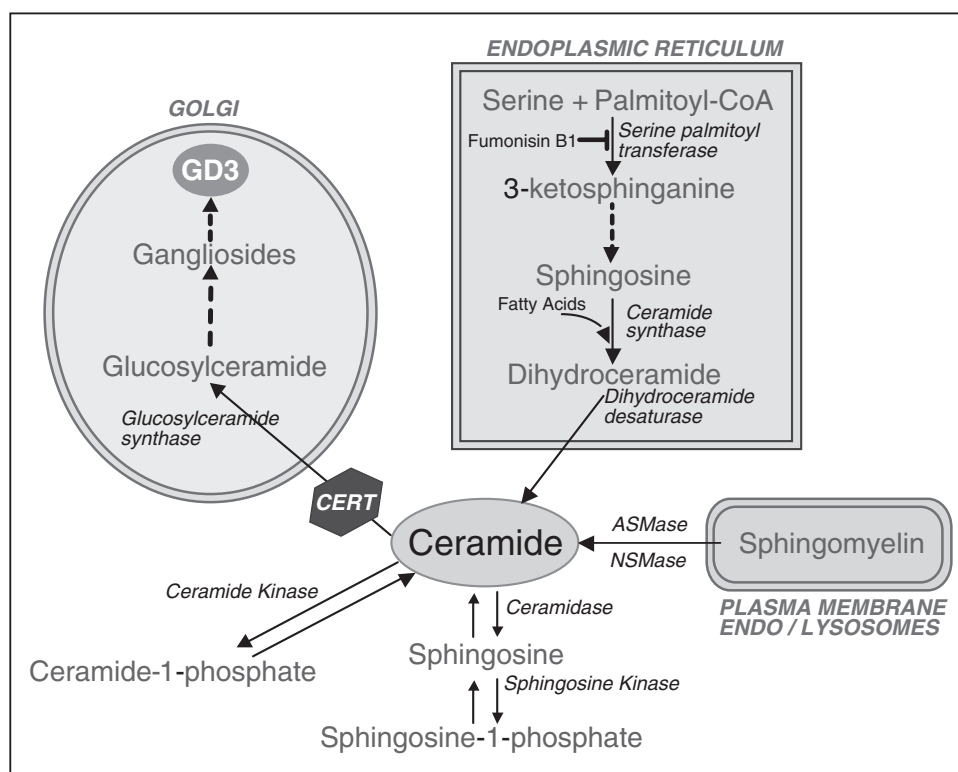 ENDOPLASMIC RETICULUM
Serine + Palmitoyl-CoA
Fumonisin B1
Serine palmitoyl
transferase
3-ketosphinganine
Sphingosine
Fatty Acids
Ceramide
synthase
Dihydroceramide
Dihydroceramide
desaturase
GOLGI
GD3
Gangliosides
Glucosylceramide
Glucosylceramide
synthase
CERT
Ceramide
ASMase
NSMase
Sphingomyelin
PLASMA MEMBRANE
ENDO / LYSOSOMES
Ceramide Kinase
Ceramide-1-phosphate
Ceramidase
Sphingosine
Sphingosine Kinase
Sphingosine-1-phosphate